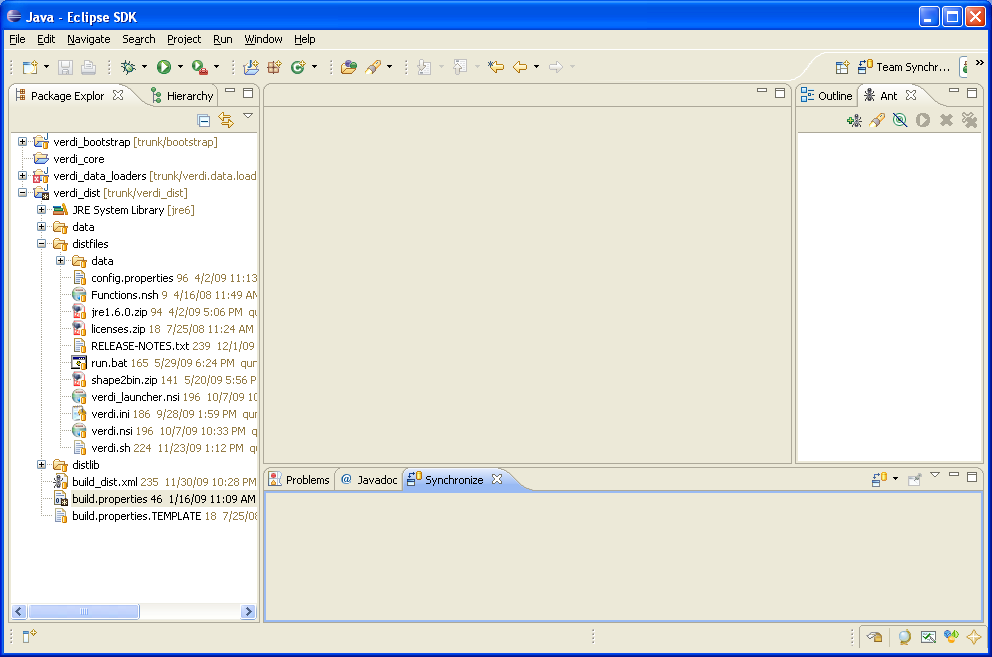 Java - Eclipse SDK
File Edit Navigate Search Project Run Window Help
Team Synchr...
Package Explor Hierarchy
Outline Ant
verdi_bootstrap [trunk/bootstrap]
verdi_core
verdi_data_loaders [trunk/verdi.data.load
verdi_dist [trunk/verdi_dist]
JRE System Library [jre6]
data
distfiles
data
config.properties 96 4/2/09 11:13
Functions.nsh 9 4/16/08 11:49 AM
jre1.6.0.zip 94 4/2/09 5:06 PM qu
licenses.zip 18 7/25/08 11:24 AM
RELEASE-NOTES.txt 239 12/1/09
run.bat 165 5/29/09 6:24 PM qun
shape2bin.zip 141 5/20/09 5:56 P
verdi_launcher.nsi 196 10/7/09 10
verdi.ini 186 9/28/09 1:59 PM qur
verdi.nsi 196 10/7/09 10:33 PM q
verdi.sh 224 11/23/09 1:12 PM q
distlib
build_dist.xml 235 11/30/09 10:28 PM
build.properties 46 1/16/09 11:09 AM
build.properties.TEMPLATE 18 7/25/08
Problems @ Javadoc Synchronize